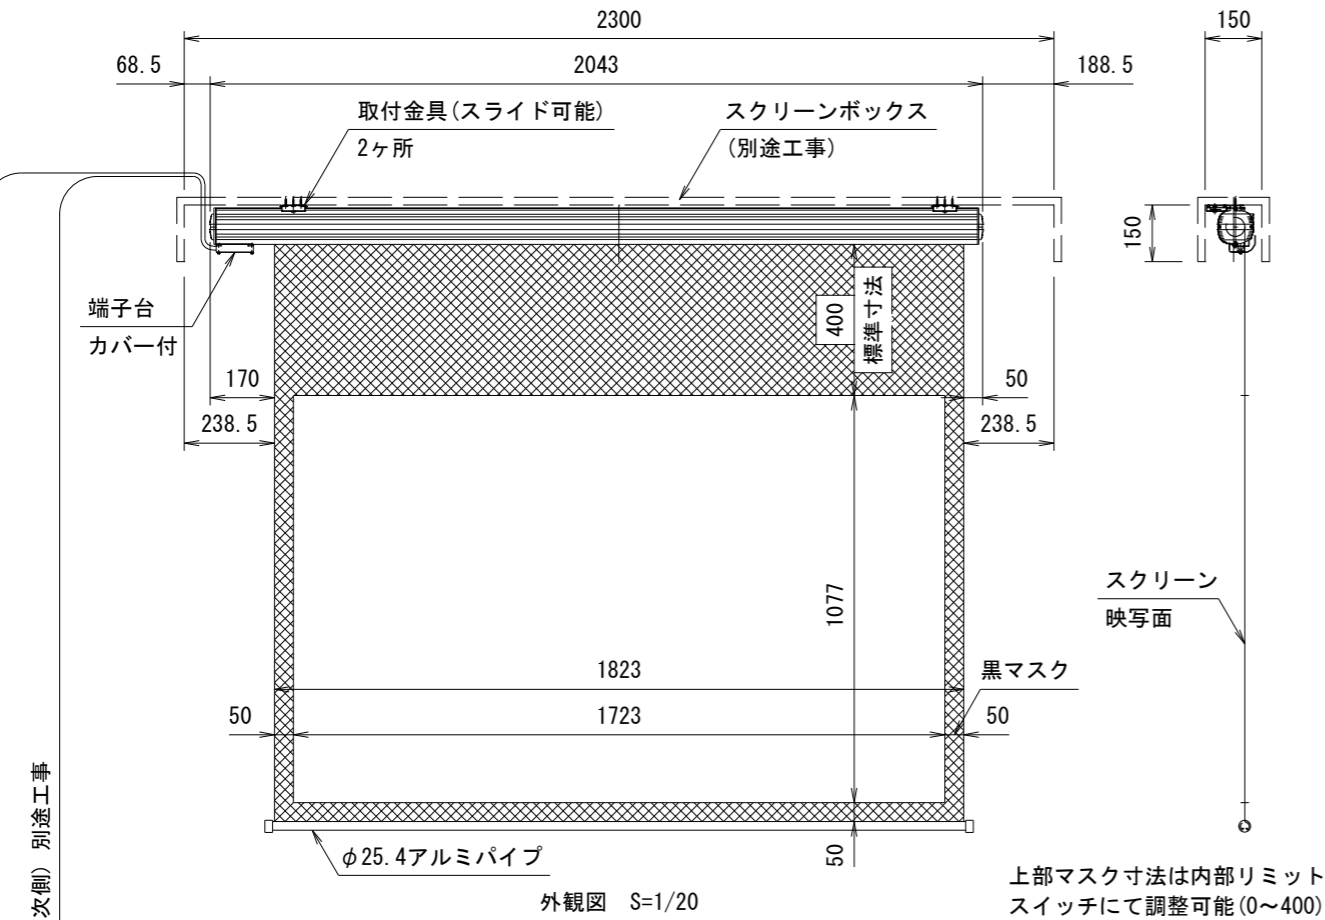 2300
150
68.5
2043
188.5
取付金具(スライド可能)
2ヶ所
スクリーンボックス
(別途工事)
150
端子台
カバー付
400
標準寸法
170
50
238.5
238.5
1077
スクリーン
映写面
1823
黒マスク
50
1723
50
次側) 別途工事
φ25.4アルミパイプ
50
外観図 S=1/20
上部マスク寸法は内部リミット
スイッチにて調整可能(0～400)